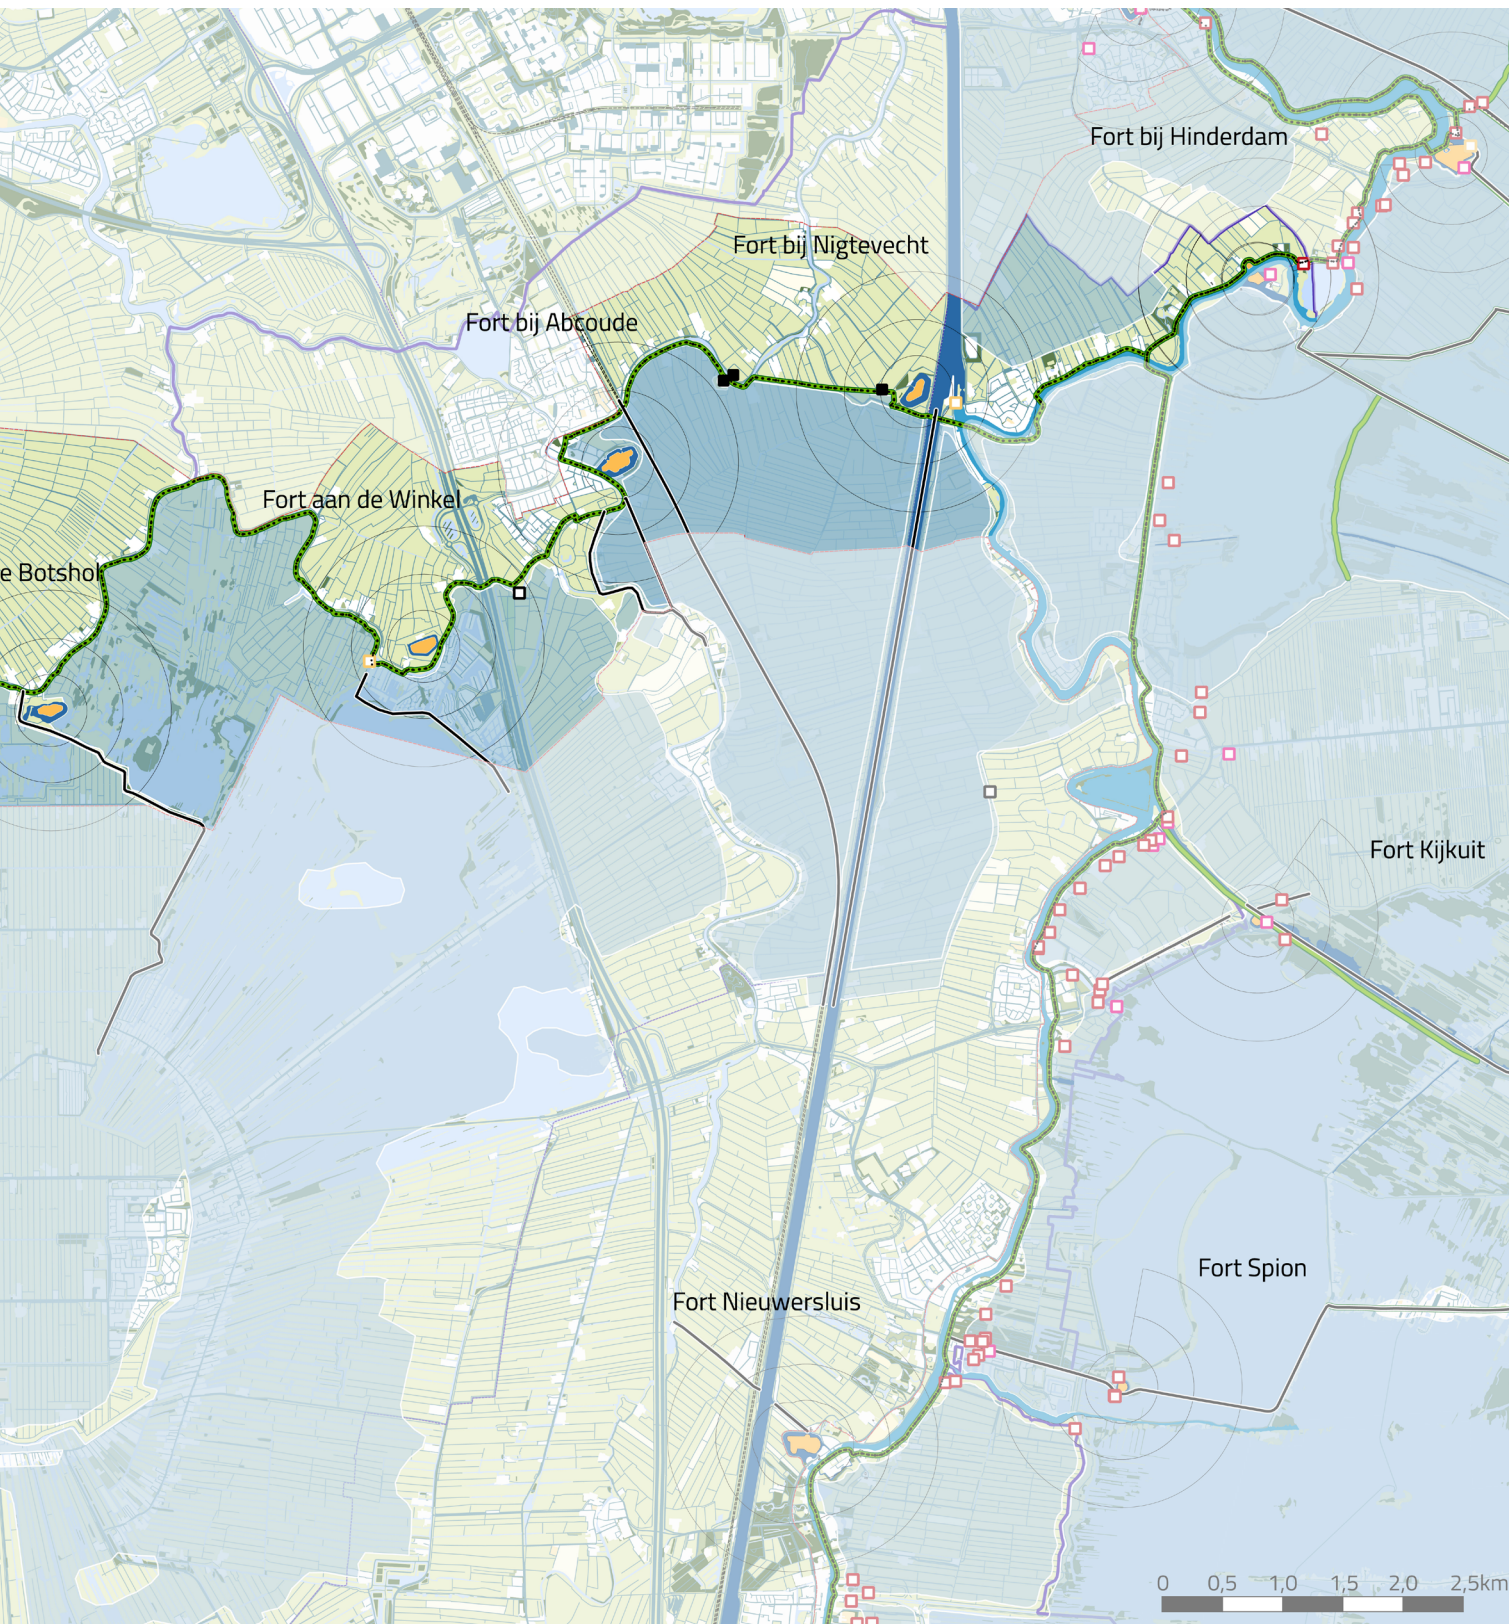 Fort bij Hinderdam
Fort bij Nigtevecht
Fort bij Abcoude
Fort aan de Winkel
e Botshol
Fort Kijkuit
Fort Spion
Fort Nieuwersluis
0 0,5 1,0 1,5 2,0 2,5km